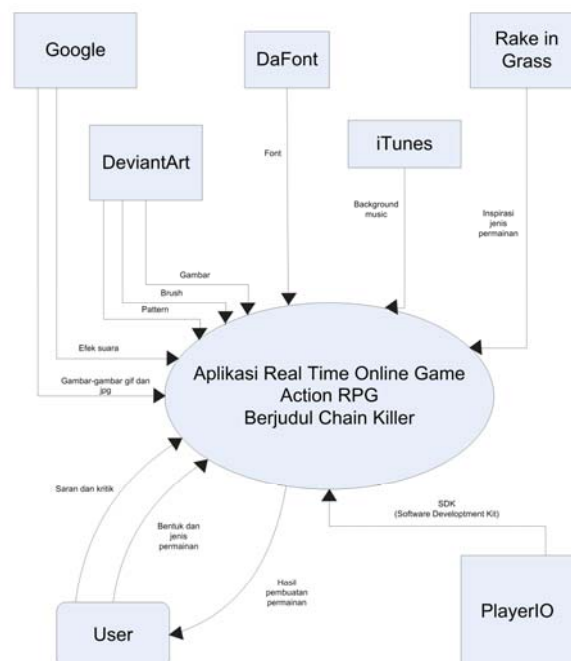 Google
DaFont
Rake in
Grass
DeviantArt
iTunes
Font
Background
music
Inspirasi
jenis
permainan
Gambar
Brush
Pattern
Efek suara
Gambar-gambar gif dan
jpg
Aplikasi Real Time Online Game
Action RPG
Berjudul Chain Killer
Saran dan kritik
Bentuk dan
jenis
permainan
Hasil
pembuatan
permainan
SDK
(Software Developtment Kit)
User
PlayerIO